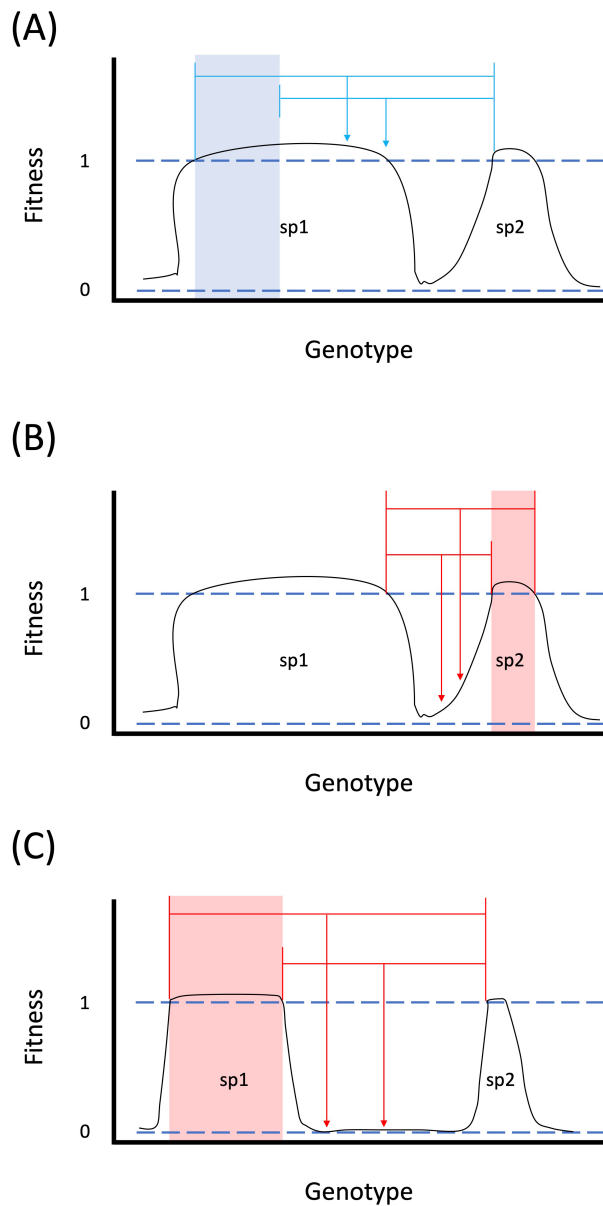 (A)
Fitness
1
sp1
sp2
0
Genotype
(B)
Fitness
1
sp1
sp2
0
Genotype
(C)
Fitness
1
sp1
sp2
0
Genotype